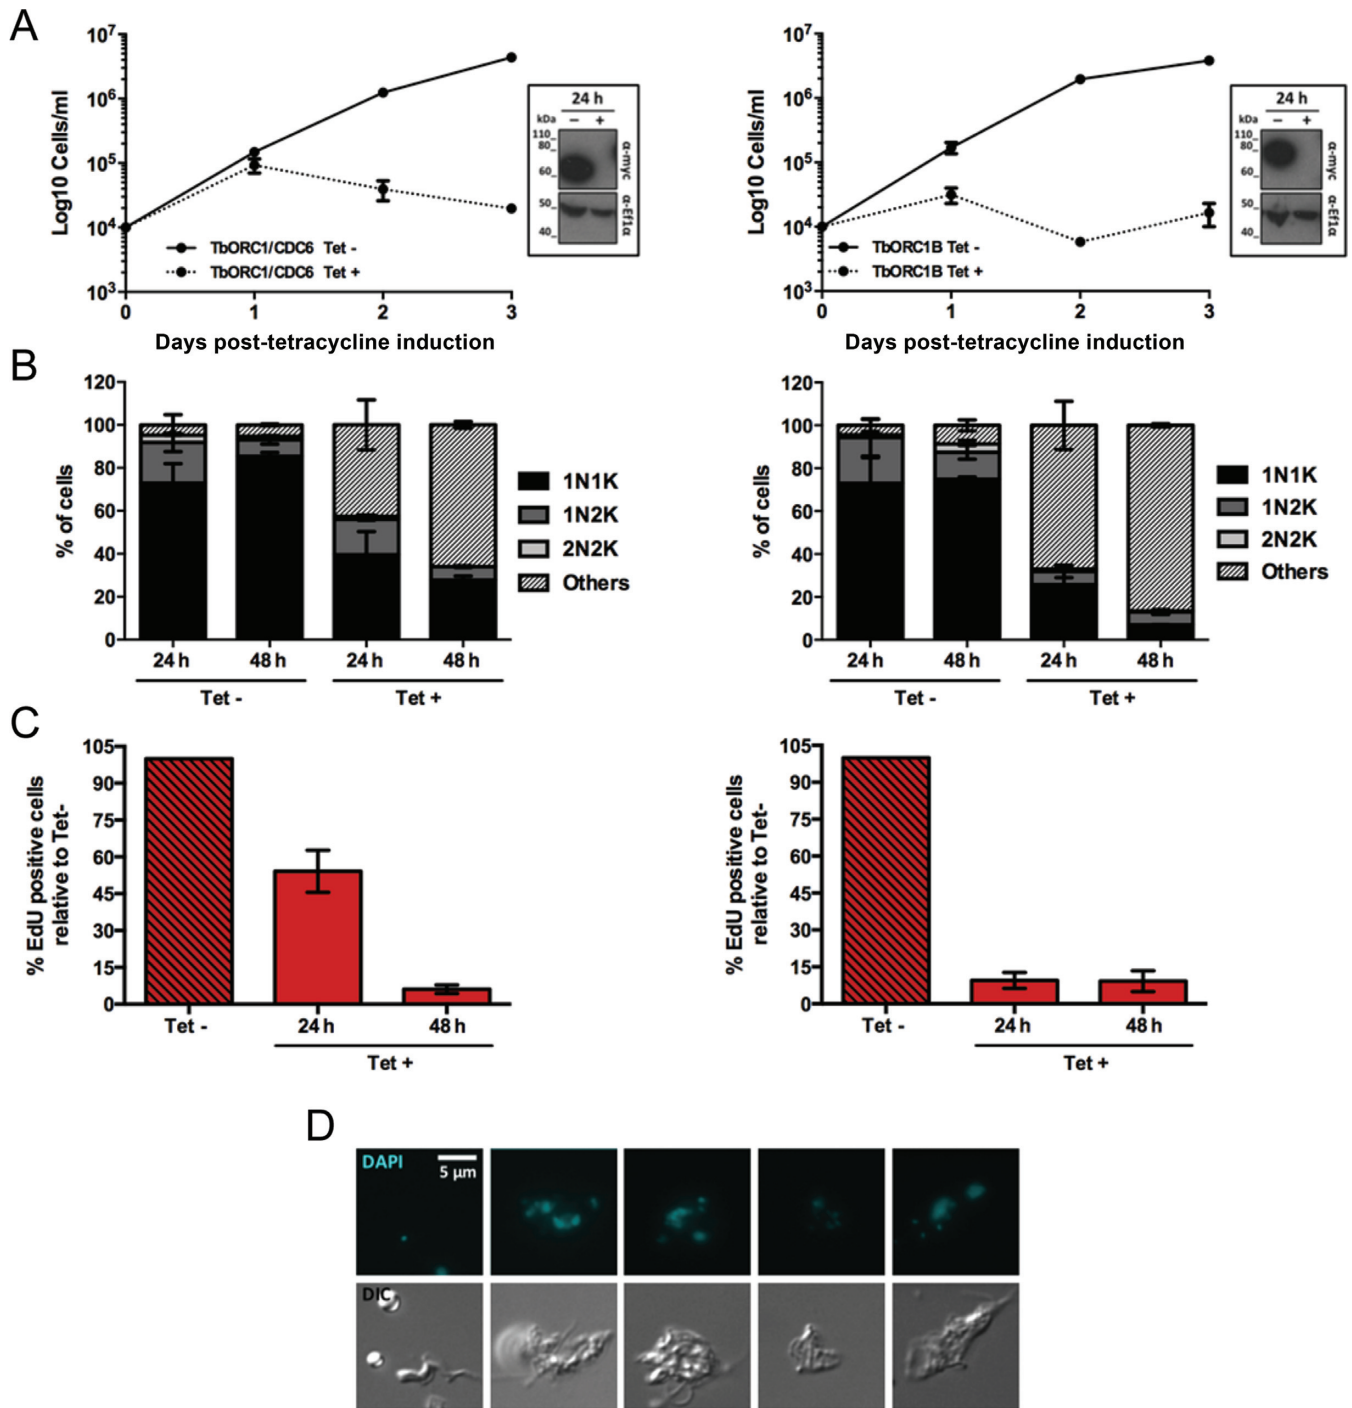 A
Log10 Cells/ml
10^7
10^6
10^5
10^4
10^3
0 1 2 3
TbORC1/CDC6 Tet -
TbORC1/CDC6 Tet +
Days post-tetracycline induction
24 h
kDa - +
110
80
60
α-myc
50
40
α-Ef1α
Log10 Cells/ml
10^7
10^6
10^5
10^4
10^3
0 1 2 3
TbORC1B Tet -
TbORC1B Tet +
Days post-tetracycline induction
24 h
kDa - +
110
80
60
α-myc
50
40
α-Ef1α
B
% of cells
120
100
80
60
40
20
0
24 h 48 h 24 h 48 h
Tet - Tet +
1N1K
1N2K
2N2K
Others
% of cells
120
100
80
60
40
20
0
24 h 48 h 24 h 48 h
Tet - Tet +
1N1K
1N2K
2N2K
Others
C
% EdU positive cells
relative to Tet-
105
90
75
60
45
30
15
0
Tet - 24 h 48 h
Tet +
% EdU positive cells
relative to Tet-
105
90
75
60
45
30
15
0
Tet - 24 h 48 h
Tet +
D
DAPI
5 µm
DIC